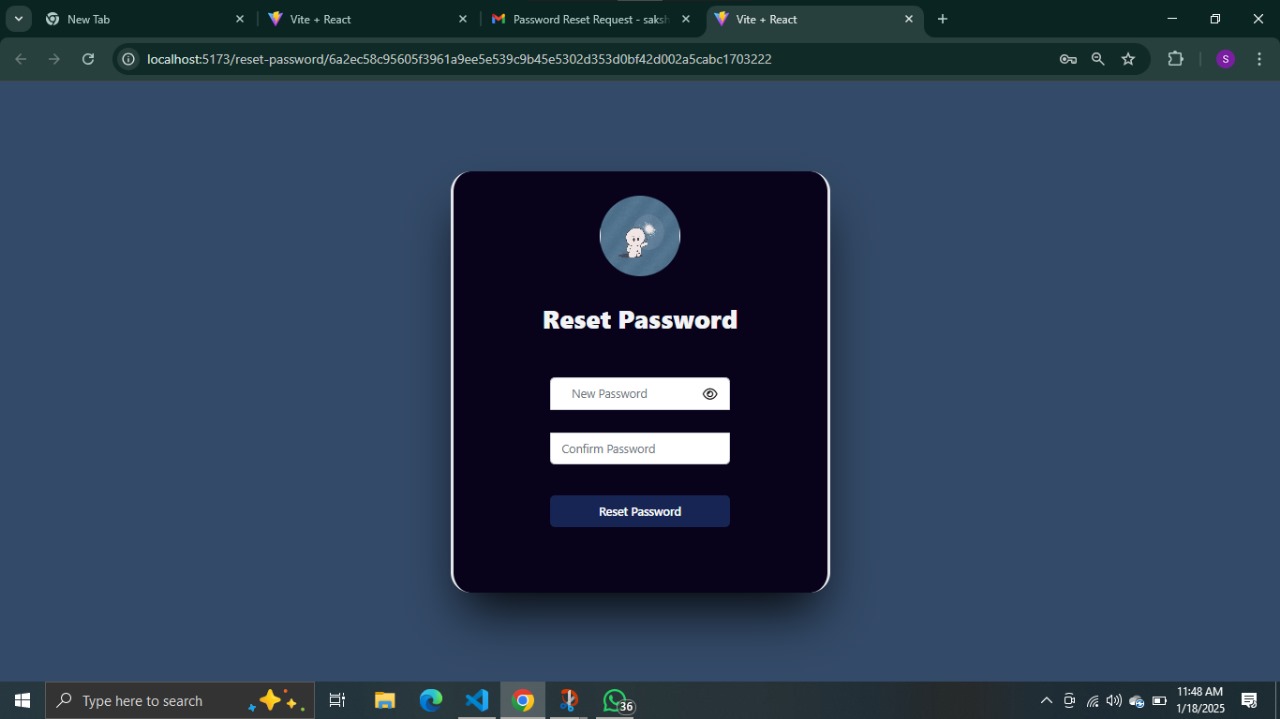 New Tab
Vite + React
Password Reset Request - saksh
Vite + React
localhost:5173/reset-password/6a2ec58c95605f3961a9ee5e539c9b45e5302d353d0bf42d002a5cabc1703222
S
Reset Password
New Password
Confirm Password
Reset Password
Type here to search
36
11:48 AM
1/18/2025